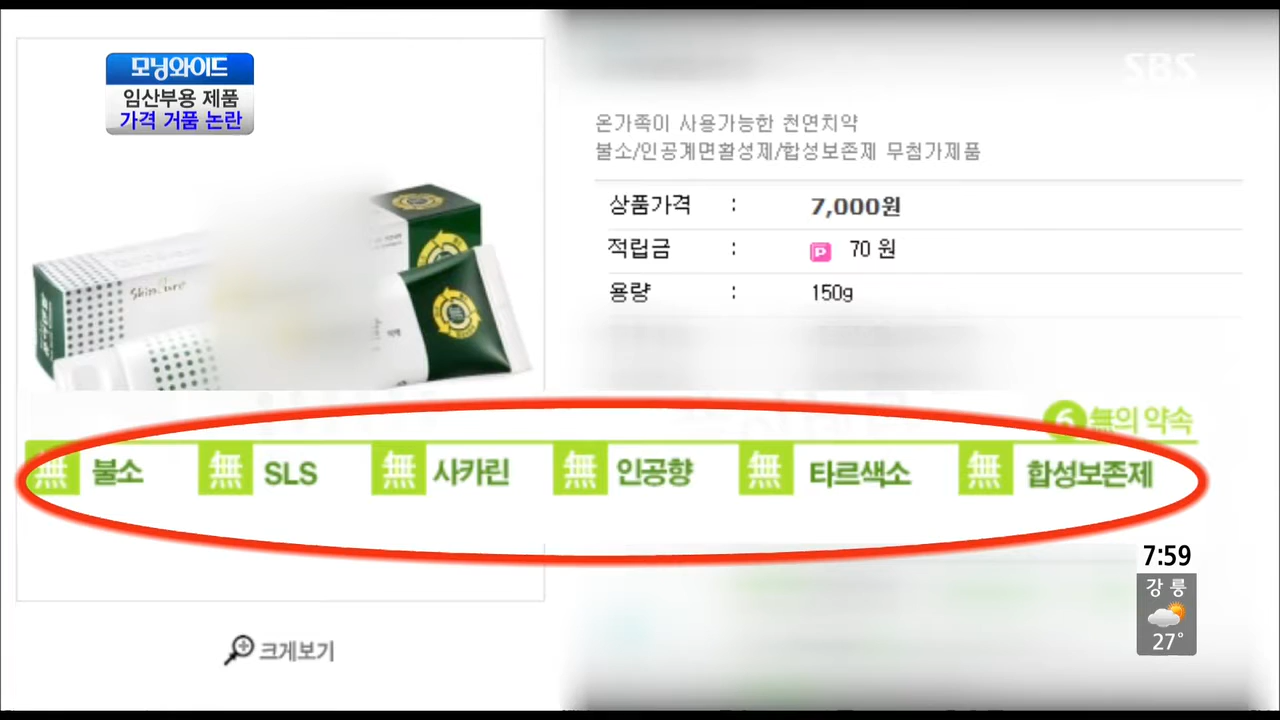 모닝와이드
임산부용 제품
가격 거품 논란
SBS
온가족이 사용가능한 천연치약
불소/인공계면활성제/합성보존제 무첨가제품
상품가격 : 7,000원
적립금 : P 70 원
용량 : 150g
6無의 약속
無 불소 無 SLS 無 사카린 無 인공향 無 타르색소 無 합성보존제
7:59
강릉
27°
크게보기